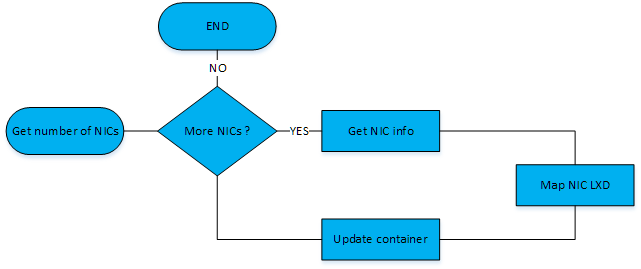 END
NO
Get number of NICs
More NICs ?
YES
Get NIC info
Map NIC LXD
Update container